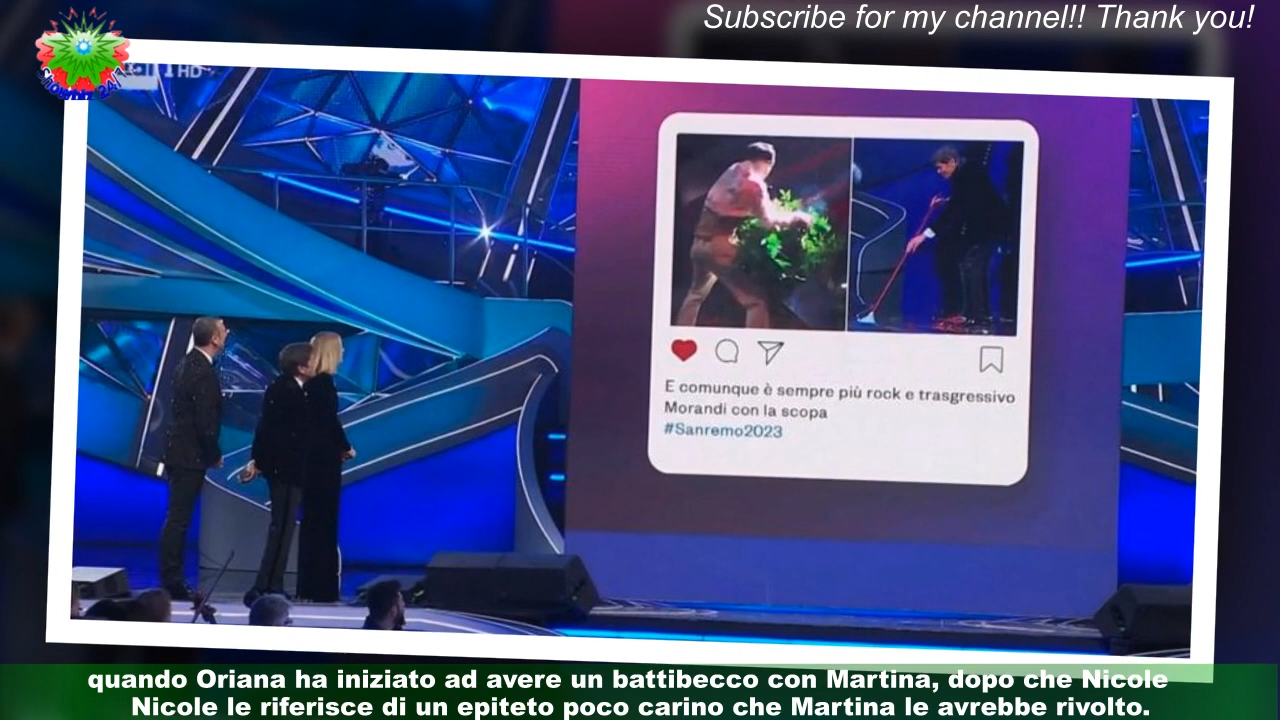 Subscribe for my channel!! Thank you!
1 HD
E comunque è sempre più rock e trasgressivo
Morandi con la scopa
#Sanremo2023
quando Oriana ha iniziato ad avere un battibecco con Martina, dopo che Nicole
Nicole le riferisce di un epiteto poco carino che Martina le avrebbe rivolto.